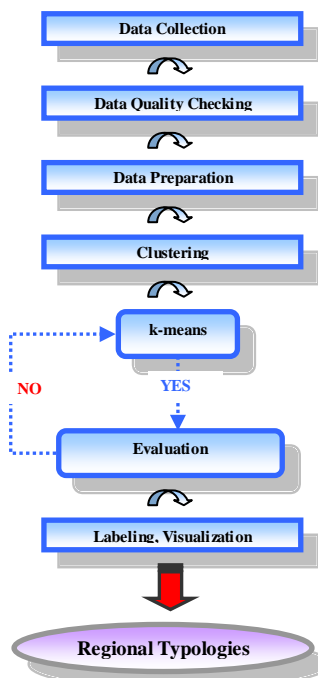 Data Collection
Data Quality Checking
Data Preparation
Clustering
k-means
NO
YES
Evaluation
Labeling, Visualization
Regional Typologies